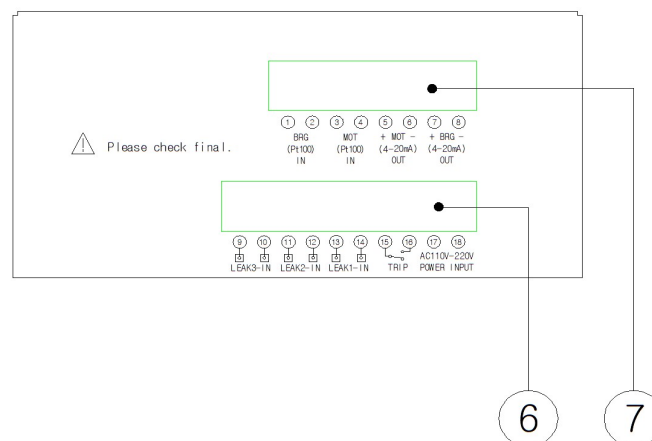 ① ② ③ ④ ⑤ ⑥ ⑦ ⑧
BRG MOT + MOT - + BRG -
(Pt100) (Pt100) (4-20mA) (4-20mA)
IN IN OUT OUT
Please check final.
⑨ ⑩ ⑪ ⑫ ⑬ ⑭ ⑮ ⑯ ⑰ ⑱
AC110V-220V
LEAK3-IN LEAK2-IN LEAK1-IN TRIP POWER INPUT
6 7